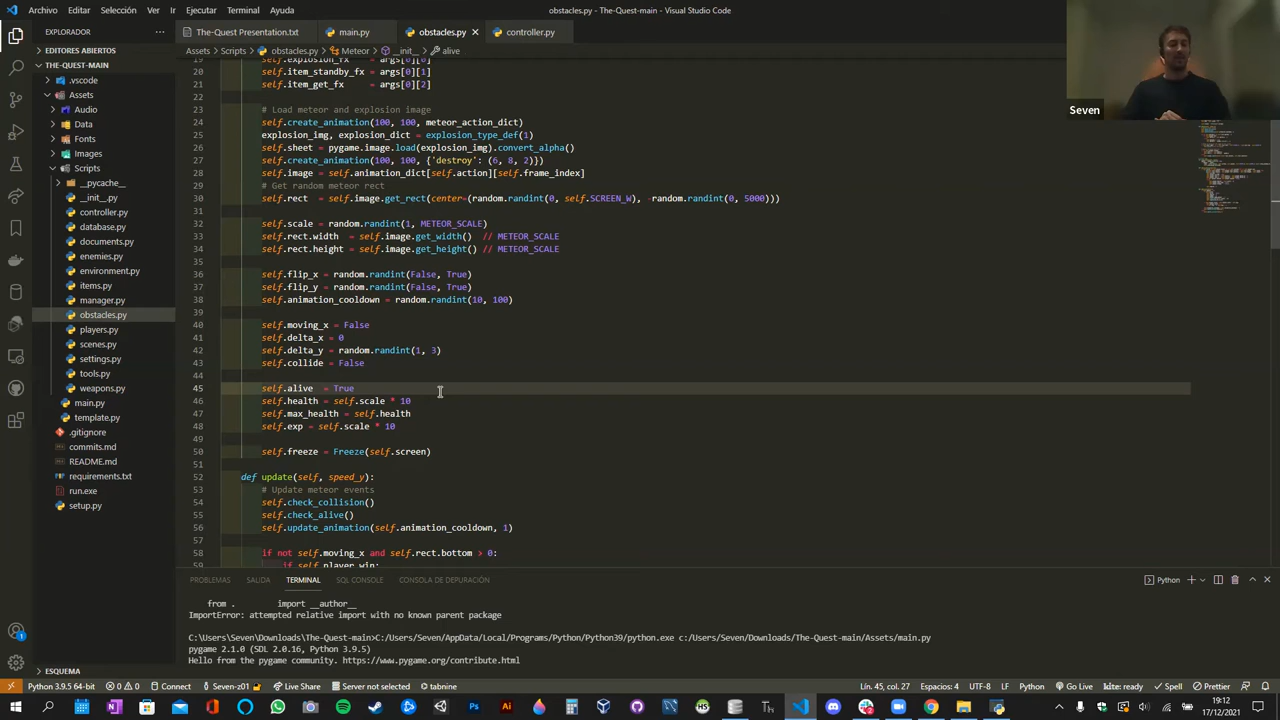 Archivo Editar Selección Ver Ir Ejecutar Terminal Ayuda
obstacles.py - The-Quest-main - Visual Studio Code
EXPLORADOR
The-Quest Presentation.txt
main.py
obstacles.py
controller.py
EDITORES ABIERTOS
Assets > Scripts > obstacles.py > Meteor > __init__ > alive
THE-QUEST-MAIN
.vscode
Assets
Audio
Data
Fonts
Images
Scripts
__pycache__
__init__.py
controller.py
database.py
documents.py
enemies.py
environment.py
items.py
manager.py
obstacles.py
players.py
scenes.py
settings.py
tools.py
weapons.py
main.py
template.py
.gitignore
commits.md
README.md
requirements.txt
run.exe
setup.py
ESQUEMA
19 self.explosion_fx = args[0][0]
20 self.item_standby_fx = args[0][1]
21 self.item_get_fx = args[0][2]
22
23 # Load meteor and explosion image
24 self.create_animation(100, 100, meteor_action_dict)
25 explosion_img, explosion_dict = explosion_type_def(1)
26 self.sheet = pygame.image.load(explosion_img).convert_alpha()
27 self.create_animation(100, 100, {'destroy': (6, 8, 2)})
28 self.image = self.animation_dict[self.action][self.frame_index]
29 # Get random meteor rect
30 self.rect = self.image.get_rect(center=(random.randint(0, self.SCREEN_W), -random.randint(0, 5000)))
31
32 self.scale = random.randint(1, METEOR_SCALE)
33 self.rect.width = self.image.get_width() // METEOR_SCALE
34 self.rect.height = self.image.get_height() // METEOR_SCALE
35
36 self.flip_x = random.randint(False, True)
37 self.flip_y = random.randint(False, True)
38 self.animation_cooldown = random.randint(10, 100)
39
40 self.moving_x = False
41 self.delta_x = 0
42 self.delta_y = random.randint(1, 3)
43 self.collide = False
44
45 self.alive = True
46 self.health = self.scale * 10
47 self.max_health = self.health
48 self.exp = self.scale * 10
49
50 self.freeze = Freeze(self.screen)
51
52 def update(self, speed_y):
53 # Update meteor events
54 self.check_collision()
55 self.check_alive()
56 self.update_animation(self.animation_cooldown, 1)
57
58 if not self.moving_x and self.rect.bottom > 0:
59 if self.player.win:
Seven
PROBLEMAS SALIDA TERMINAL SQL CONSOLE CONSOLA DE DEPURACIÓN
Python
from . import __author__
ImportError: attempted relative import with no known parent package
C:\Users\Seven\Downloads\The-Quest-main>C:/Users/Seven/AppData/Local/Programs/Python/Python39/python.exe c:/Users/Seven/Downloads/The-Quest-main/Assets/main.py
pygame 2.1.0 (SDL 2.0.16, Python 3.9.5)
Hello from the pygame community. https://www.pygame.org/contribute.html
Python 3.9.5 64-bit 0 0 Connect Seven-z01 Live Share Server not selected tabnine
Lín. 45, col. 27 Espacios: 4 UTF-8 LF Python Go Live kite: ready Spell Prettier
19:12
17/12/2021